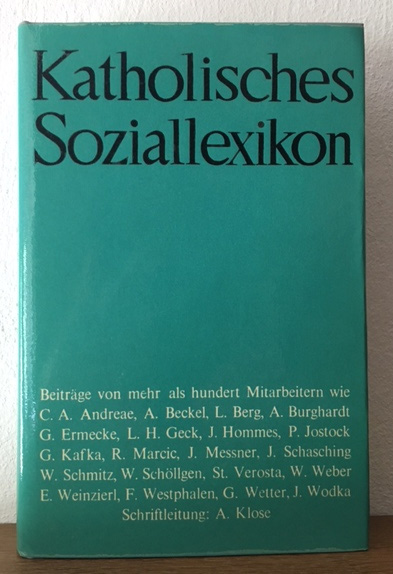 Katholisches
Soziallexikon
Beiträge von mehr als hundert Mitarbeitern wie
C. A. Andreae, A. Beckel, L. Berg, A. Burghardt
G. Ermecke, L. H. Geck, J. Hommes, P. Jostock
G. Kafka, R. Marcic, J. Messner, J. Schasching
W. Schmitz, W. Schöllgen, St. Verosta, W. Weber
E. Weinzierl, F. Westphalen, G. Wetter, J. Wodka
Schriftleitung: A. Klose